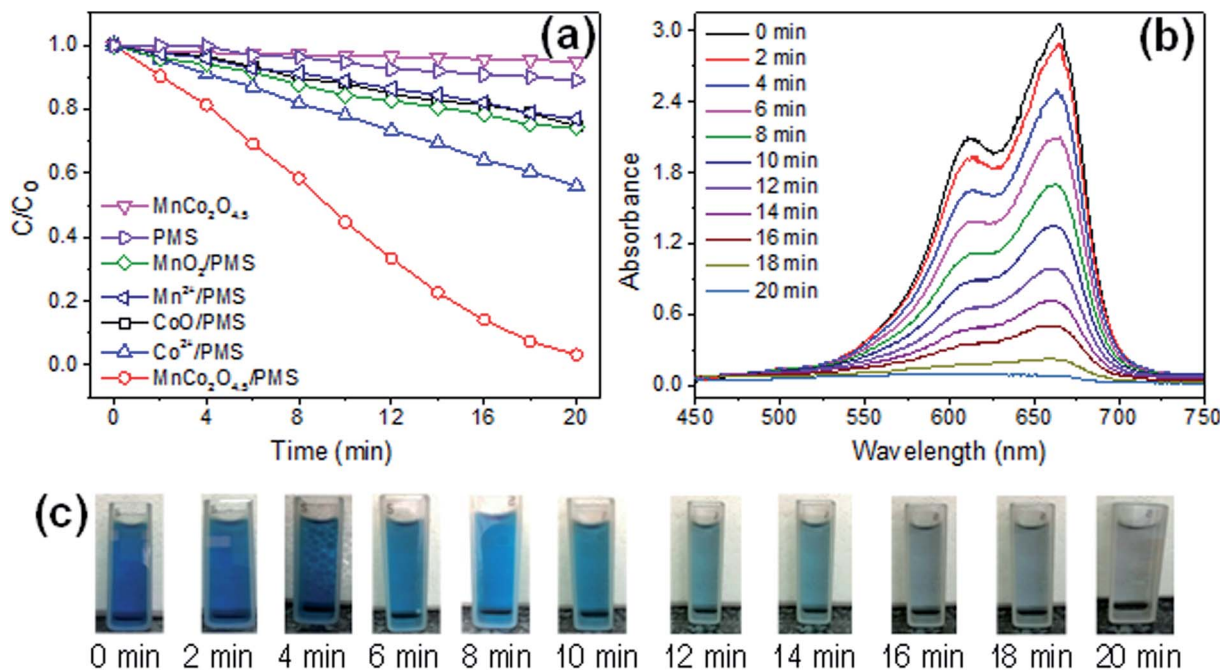 (a)
C/C₀
1.0
0.8
0.6
0.4
0.2
0.0
MnCo₂O₄.₅
PMS
MnO₂/PMS
Mn²⁺/PMS
CoO/PMS
Co²⁺/PMS
MnCo₂O₄.₅/PMS
0 4 8 12 16 20
Time (min)
(b)
Absorbance
3.0
2.4
1.8
1.2
0.6
0.0
0 min
2 min
4 min
6 min
8 min
10 min
12 min
14 min
16 min
18 min
20 min
450 500 550 600 650 700 750
Wavelength (nm)
(c)
0 min 2 min 4 min 6 min 8 min 10 min 12 min 14 min 16 min 18 min 20 min